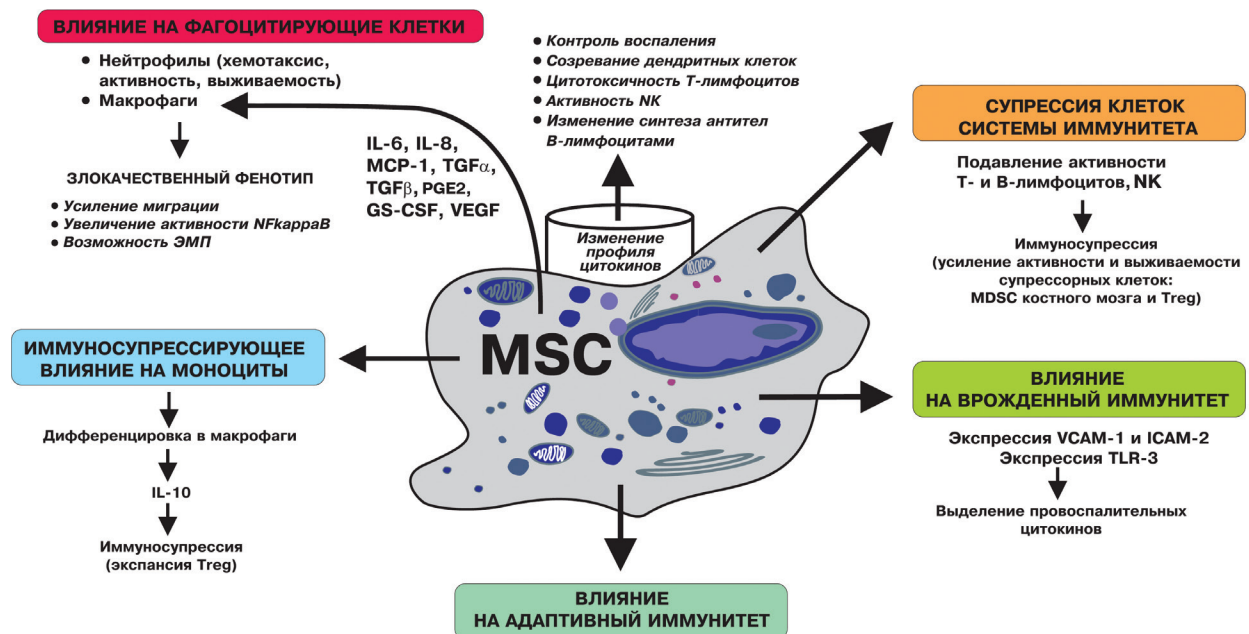 ВЛИЯНИЕ НА ФАГОЦИТИРУЮЩИЕ КЛЕТКИ
• Нейтрофилы (хемотаксис,
активность, выживаемость)
• Макрофаги
ЗЛОКАЧЕСТВЕННЫЙ ФЕНОТИП
• Усиление миграции
• Увеличение активности NFkappaB
• Возможность ЭМП
IL-6, IL-8,
MCP-1, TGFα,
TGFβ, PGE2,
GS-CSF, VEGF
• Контроль воспаления
• Созревание дендритных клеток
• Цитотоксичность Т-лимфоцитов
• Активность NK
• Изменение синтеза антител
В-лимфоцитами
Изменение
профиля
цитокинов
СУПРЕССИЯ КЛЕТОК
СИСТЕМЫ ИММУНИТЕТА
Подавление активности
Т- и В-лимфоцитов, NK
Иммуносупрессия
(усиление активности и выживаемости
супрессорных клеток:
MDSC костного мозга и Treg)
ИММУНОСУПРЕССИРУЮЩЕЕ
ВЛИЯНИЕ НА МОНОЦИТЫ
Дифференцировка в макрофаги
IL-10
Иммуносупрессия
(экспансия Treg)
MSC
ВЛИЯНИЕ
НА ВРОЖДЕННЫЙ ИММУНИТЕТ
Экспрессия VCAM-1 и ICAM-2
Экспрессия TLR-3
Выделение провоспалительных
цитокинов
ВЛИЯНИЕ
НА АДАПТИВНЫЙ ИММУНИТЕТ